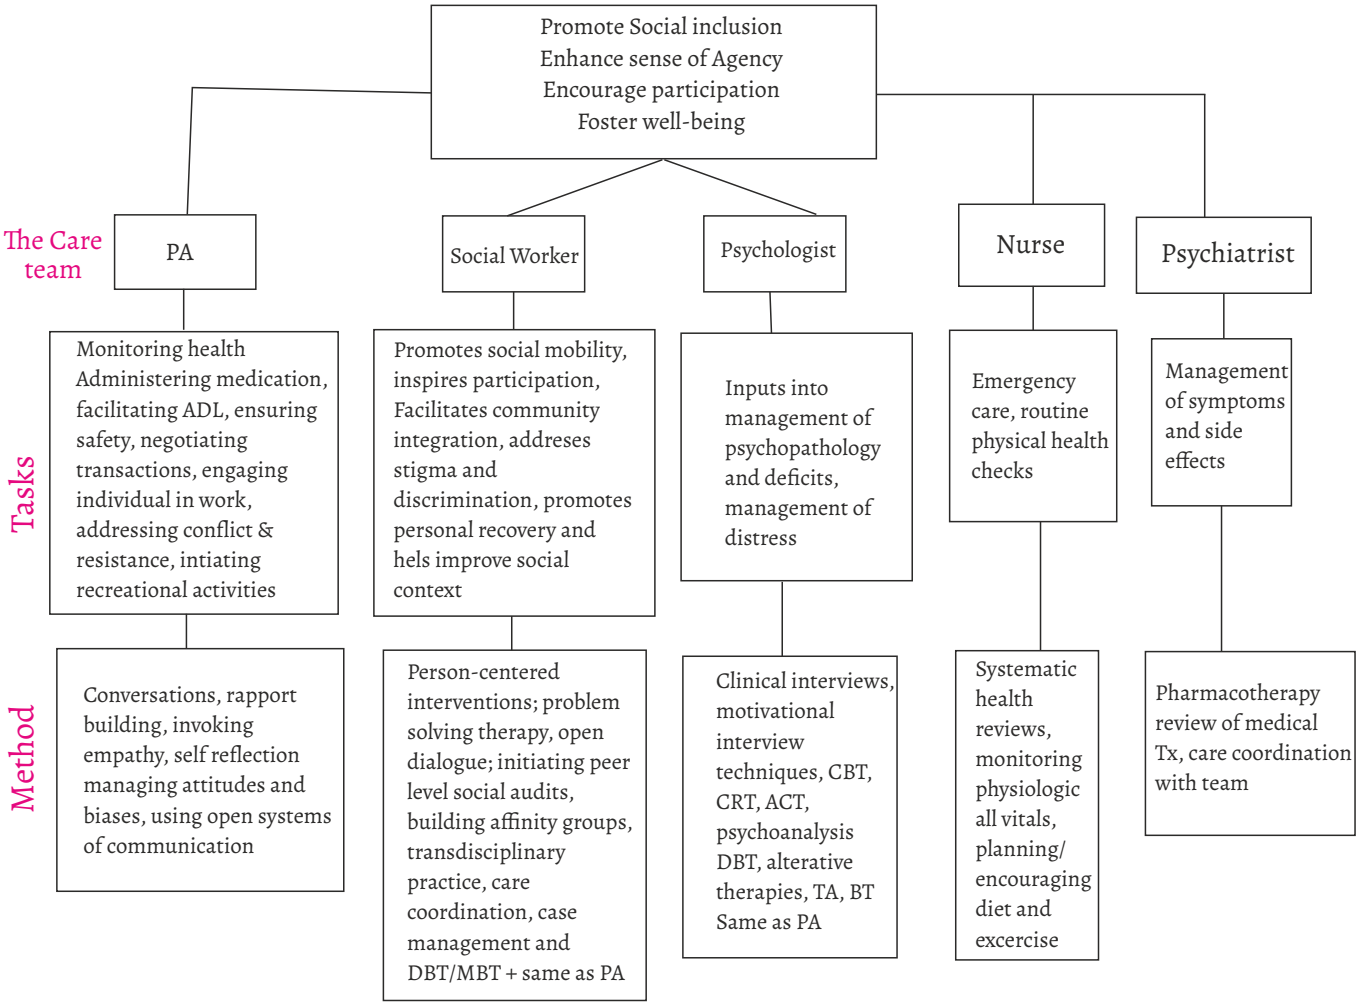 Promote Social inclusion
Enhance sense of Agency
Encourage participation
Foster well-being
The Care
team
PA
Social Worker
Psychologist
Nurse
Psychiatrist
Tasks
Monitoring health
Administering medication,
facilitating ADL, ensuring
safety, negotiating
transactions, engaging
individual in work,
addressing conflict &
resistance, intiating
recreational activities
Promotes social mobility,
inspires participation,
Facilitates community
integration, addreses
stigma and
discrimination, promotes
personal recovery and
hels improve social
context
Inputs into
management of
psychopathology
and deficits,
management of
distress
Emergency
care, routine
physical health
checks
Management
of symptoms
and side
effects
Method
Conversations, rapport
building, invoking
empathy, self reflection
managing attitudes and
biases, using open systems
of communication
Person-centered
interventions; problem
solving therapy, open
dialogue; initiating peer
level social audits,
building affinity groups,
transdisciplinary
practice, care
coordination, case
management and
DBT/MBT + same as PA
Clinical interviews,
motivational
interview
techniques, CBT,
CRT, ACT,
psychoanalysis
DBT, alterative
therapies, TA, BT
Same as PA
Systematic
health
reviews,
monitoring
physiologic
all vitals,
planning/
encouraging
diet and
excercise
Pharmacotherapy
review of medical
Tx, care coordination
with team